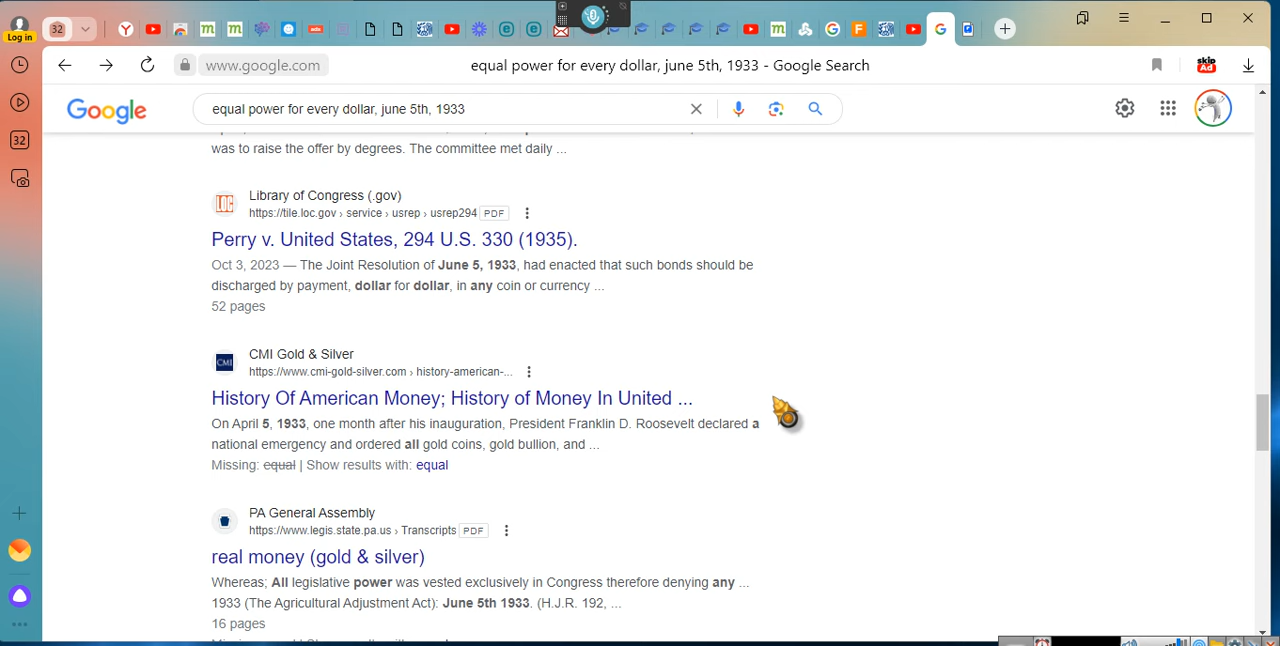 Log in
32
www.google.com
equal power for every dollar, june 5th, 1933 - Google Search
skip
Ad
Google
equal power for every dollar, june 5th, 1933
32
was to raise the offer by degrees. The committee met daily ...
LOC
Library of Congress (.gov)
https://tile.loc.gov › service › usrep › usrep294 PDF
Perry v. United States, 294 U.S. 330 (1935).
Oct 3, 2023 — The Joint Resolution of June 5, 1933, had enacted that such bonds should be
discharged by payment, dollar for dollar, in any coin or currency ...
52 pages
CMI
CMI Gold & Silver
https://www.cmi-gold-silver.com › history-american-...
History Of American Money; History of Money In United ...
On April 5, 1933, one month after his inauguration, President Franklin D. Roosevelt declared a
national emergency and ordered all gold coins, gold bullion, and ...
Missing: equal | Show results with: equal
PA General Assembly
https://www.legis.state.pa.us › Transcripts PDF
real money (gold & silver)
Whereas; All legislative power was vested exclusively in Congress therefore denying any ...
1933 (The Agricultural Adjustment Act): June 5th 1933. (H.J.R. 192, ...
16 pages